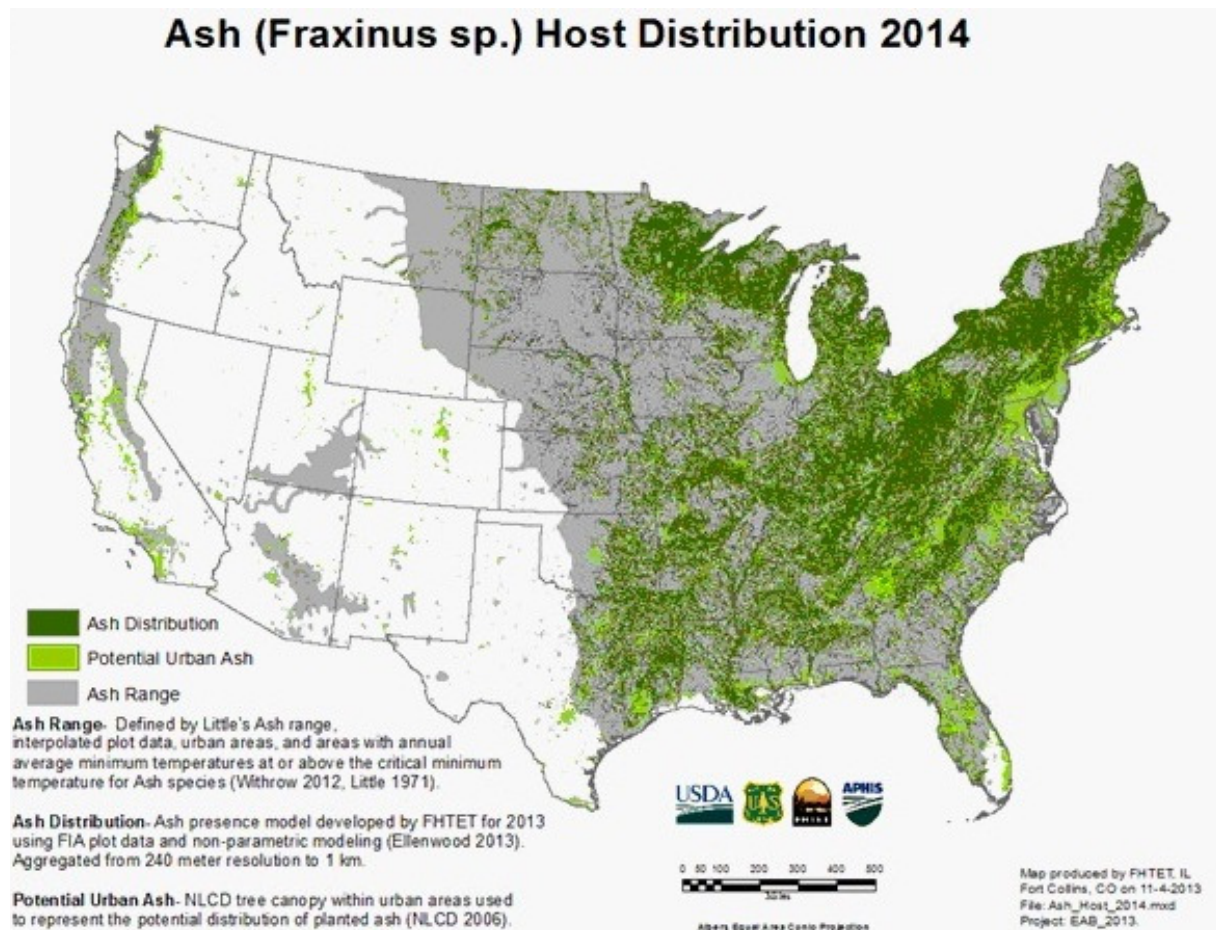 Ash (Fraxinus sp.) Host Distribution 2014
Ash Distribution
Potential Urban Ash
Ash Range
Ash Range- Defined by Little's Ash range,
interpolated plot data, urban areas, and areas with annual
average minimum temperatures at or above the critical minimum
temperature for Ash species (Withrow 2012, Little 1971).
Ash Distribution- Ash presence model developed by FHTET for 2013
using FIA plot data and non-parametric modeling (Ellenwood 2013).
Aggregated from 240 meter resolution to 1 km.
Potential Urban Ash- NLCD tree canopy within urban areas used
to represent the potential distribution of planted ash (NLCD 2006).
USDA
U S
APHIS
0 50 100 200 300 400 500
Albers Equal Area Conic Projection
Map produced by FHTET, IL
Fort Collins, CO on 11-4-2013
File: Ash_Host_2014.mxd
Project: EAB_2013.